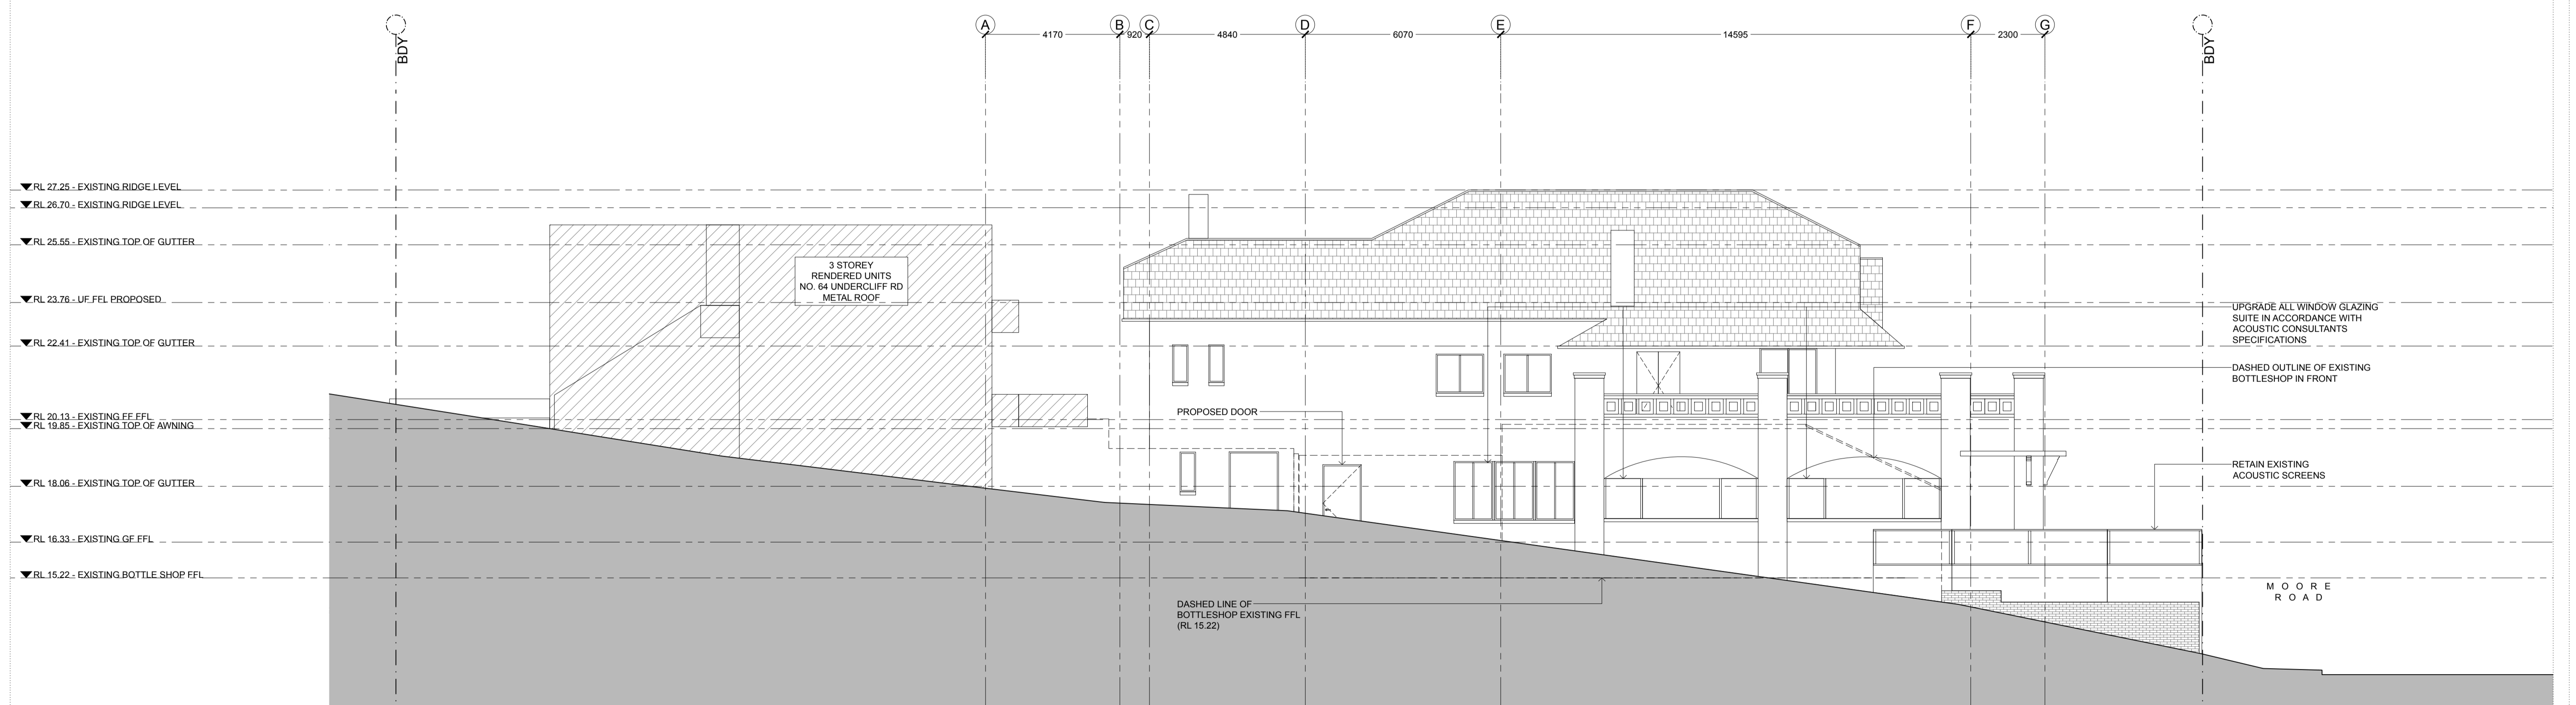 BDY
A
B
C
D
E
F
G
BDY
4170
920
4840
6070
14595
2300
RL 27.25 - EXISTING RIDGE LEVEL
RL 26.70 - EXISTING RIDGE LEVEL
RL 25.55 - EXISTING TOP OF GUTTER
RL 23.76 - UF FFL PROPOSED
RL 22.41 - EXISTING TOP OF GUTTER
RL 20.13 - EXISTING FF FFL
RL 19.85 - EXISTING TOP OF AWNING
RL 18.06 - EXISTING TOP OF GUTTER
RL 16.33 - EXISTING GF FFL
RL 15.22 - EXISTING BOTTLE SHOP FFL
3 STOREY
RENDERED UNITS
NO. 64 UNDERCLIFF RD
METAL ROOF
PROPOSED DOOR
DASHED LINE OF
BOTTLESHOP EXISTING FFL
(RL 15.22)
UPGRADE ALL WINDOW GLAZING
SUITE IN ACCORDANCE WITH
ACOUSTIC CONSULTANTS
SPECIFICATIONS
DASHED OUTLINE OF EXISTING
BOTTLESHOP IN FRONT
RETAIN EXISTING
ACOUSTIC SCREENS
MOORE
ROAD